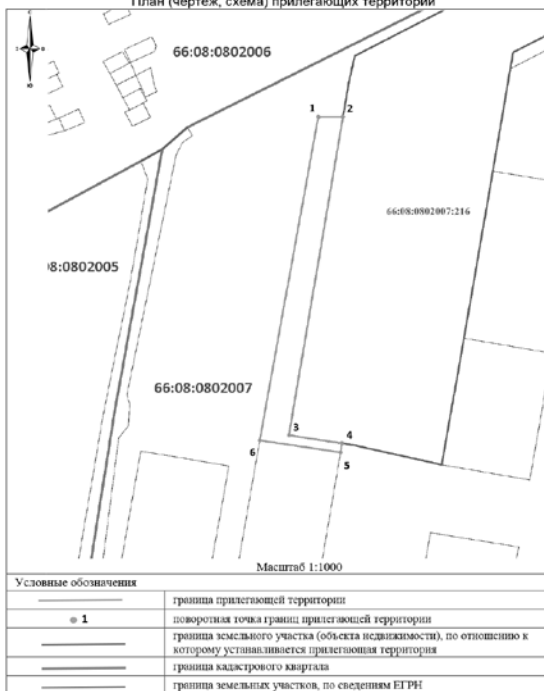 План (чертеж, схема) прилегающих территорий
66:08:0802006
1
2
66:08:0802007:216
08:0802005
66:08:0802007
3
4
6
5
Масштаб 1:1000
Условные обозначения
граница прилегающей территории
1
поворотная точка границ прилегающей территории
граница земельного участка (объекта недвижимости), по отношению к
которому устанавливается прилегающая территория
граница кадастрового квартала
граница земельных участков, по сведениям ЕГРН